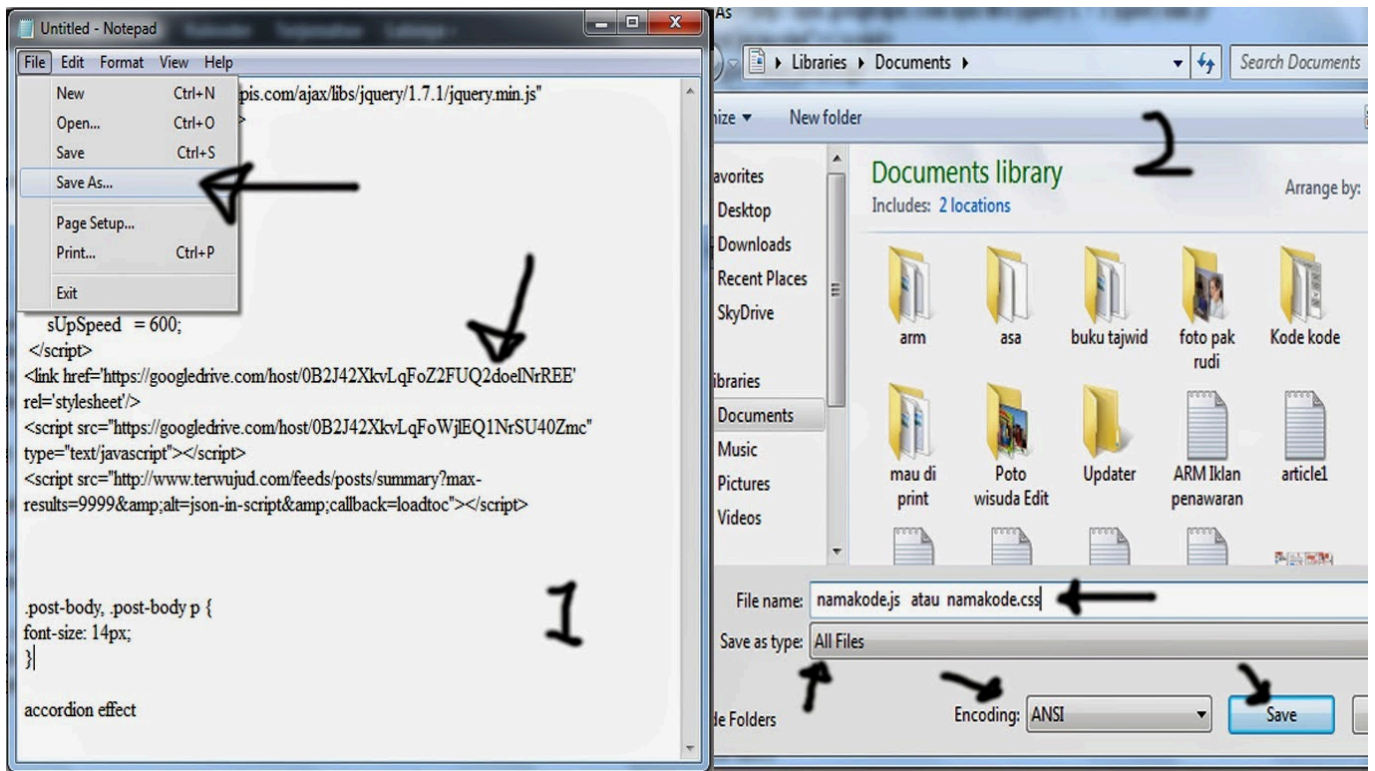 Untitled - Notepad
File Edit Format View Help
New Ctrl+N
Open... Ctrl+O
Save Ctrl+S
Save As...
Page Setup...
Print... Ctrl+P
Exit
pis.com/ajax/libs/jquery/1.7.1/jquery.min.js"
>
sUpSpeed = 600;
</script>
<link href='https://googledrive.com/host/0B2J42XkvLqFoZ2FUQ2doelNrREE'
rel='stylesheet'/>
<script src="https://googledrive.com/host/0B2J42XkvLqFoWjlEQ1NrSU40Zmc"
type="text/javascript"></script>
<script src="http://www.terwujud.com/feeds/posts/summary?max-
results=9999&amp;alt=json-in-script&amp;callback=loadtoc"></script>
.post-body, .post-body p {
font-size: 14px;
}
accordion effect
1
As
Libraries Documents
Search Documents
nize New folder
2
avorites
Desktop
Downloads
Recent Places
SkyDrive
ibraries
Documents
Music
Pictures
Videos
Documents library
Includes: 2 locations
Arrange by:
arm
asa
buku tajwid
foto pak
rudi
Kode kode
mau di
print
Poto
wisuda Edit
Updater
ARM Iklan
penawaran
article1
File name: namakode.js atau namakode.css
Save as type: All Files
de Folders
Encoding: ANSI
Save